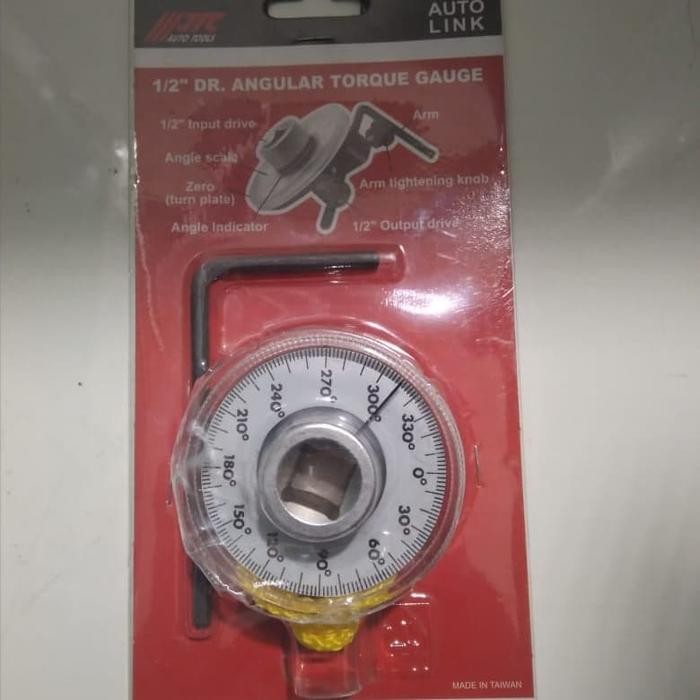 JTC
AUTO TOOLS
AUTO
LINK
1/2" DR. ANGULAR TORQUE GAUGE
1/2" Input drive
Arm
Angle scale
Zero
(turn plate)
Arm tightening knob
Angle Indicator
1/2" Output drive
270°
300°
330°
0°
30°
60°
90°
120°
150°
180°
210°
240°
MADE IN TAIWAN